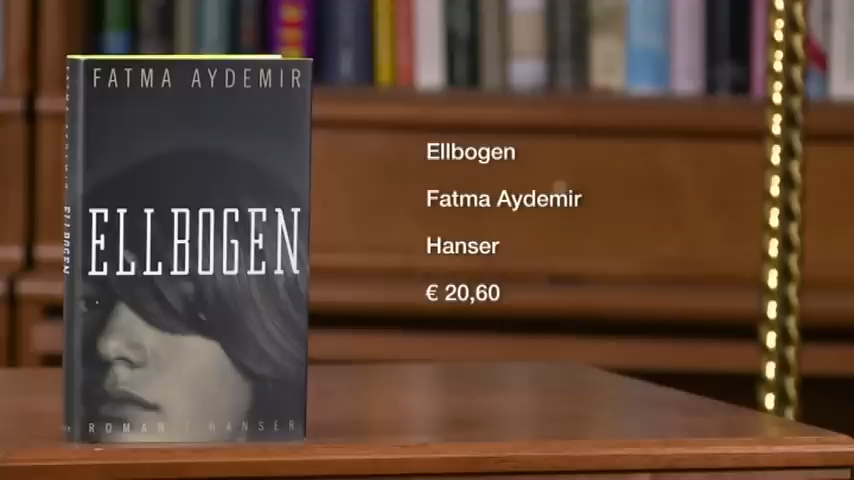 FATMA AYDEMIR
ELLBOGEN
ROMAN HANSER
Ellbogen
Fatma Aydemir
Hanser
€ 20,60